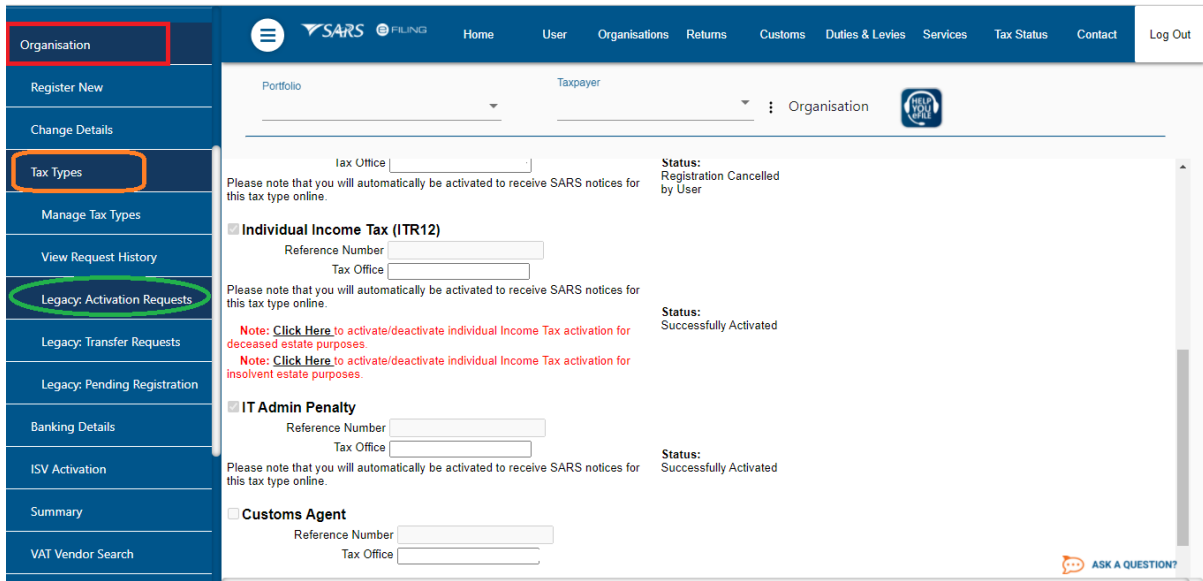 Organisation
Register New
Change Details
Tax Types
Manage Tax Types
View Request History
Legacy: Activation Requests
Legacy: Transfer Requests
Legacy: Pending Registration
Banking Details
ISV Activation
Summary
VAT Vendor Search
SARS e FILING
Home User Organisations Returns Customs Duties & Levies Services Tax Status Contact Log Out
Portfolio
Taxpayer
Organisation
HELP YOU eFILE
Tax Office
Please note that you will automatically be activated to receive SARS notices for
this tax type online.
Status:
Registration Cancelled
by User
Individual Income Tax (ITR12)
Reference Number
Tax Office
Please note that you will automatically be activated to receive SARS notices for
this tax type online.
Note: Click Here to activate/deactivate individual Income Tax activation for
deceased estate purposes.
Note: Click Here to activate/deactivate individual Income Tax activation for
insolvent estate purposes.
Status:
Successfully Activated
IT Admin Penalty
Reference Number
Tax Office
Please note that you will automatically be activated to receive SARS notices for
this tax type online.
Status:
Successfully Activated
Customs Agent
Reference Number
Tax Office
ASK A QUESTION?